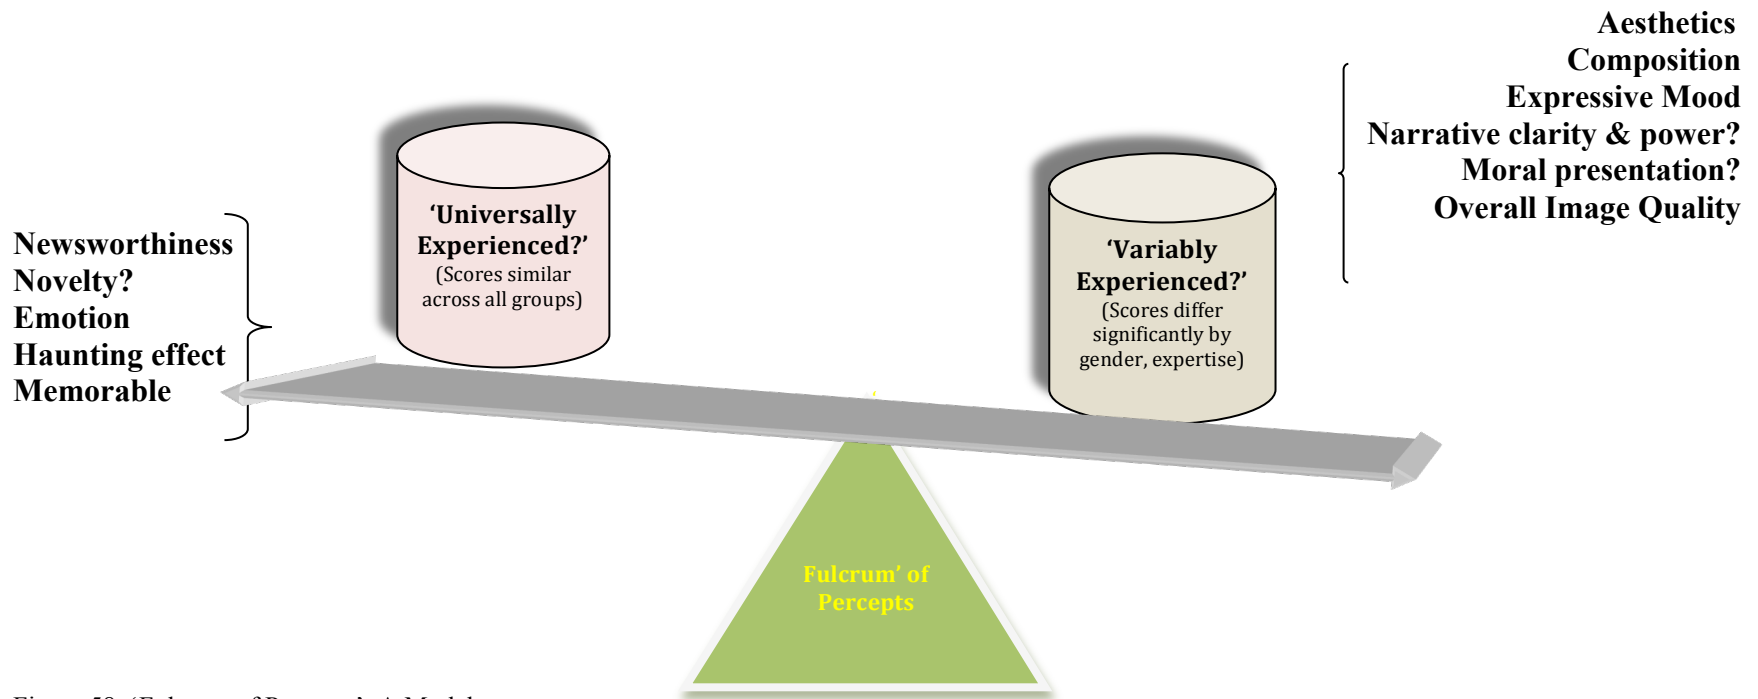 Aesthetics
Composition
Expressive Mood
Narrative clarity & power?
Moral presentation?
Overall Image Quality
‘Universally
Experienced?’
(Scores similar
across all groups)
‘Variably
Experienced?’
(Scores differ
significantly by
gender, expertise)
Newsworthiness
Novelty?
Emotion
Haunting effect
Memorable
Fulcrum’ of
Percepts